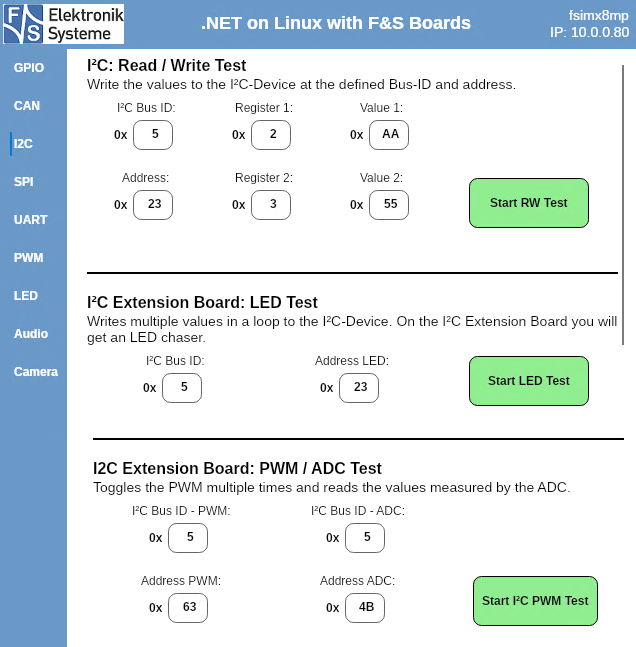 F&S Elektronik Systeme
.NET on Linux with F&S Boards
fsimx8mp
IP: 10.0.0.80
GPIO
CAN
I2C
SPI
UART
PWM
LED
Audio
Camera
I²C: Read / Write Test
Write the values to the I²C-Device at the defined Bus-ID and address.
I²C Bus ID: Register 1: Value 1:
0x 5 0x 2 0x AA
Address: Register 2: Value 2:
0x 23 0x 3 0x 55 Start RW Test
I²C Extension Board: LED Test
Writes multiple values in a loop to the I²C-Device. On the I²C Extension Board you will
get an LED chaser.
I²C Bus ID: Address LED:
0x 5 0x 23 Start LED Test
I2C Extension Board: PWM / ADC Test
Toggles the PWM multiple times and reads the values measured by the ADC.
I²C Bus ID - PWM: I²C Bus ID - ADC:
0x 5 0x 5
Address PWM: Address ADC:
0x 63 0x 4B Start I²C PWM Test